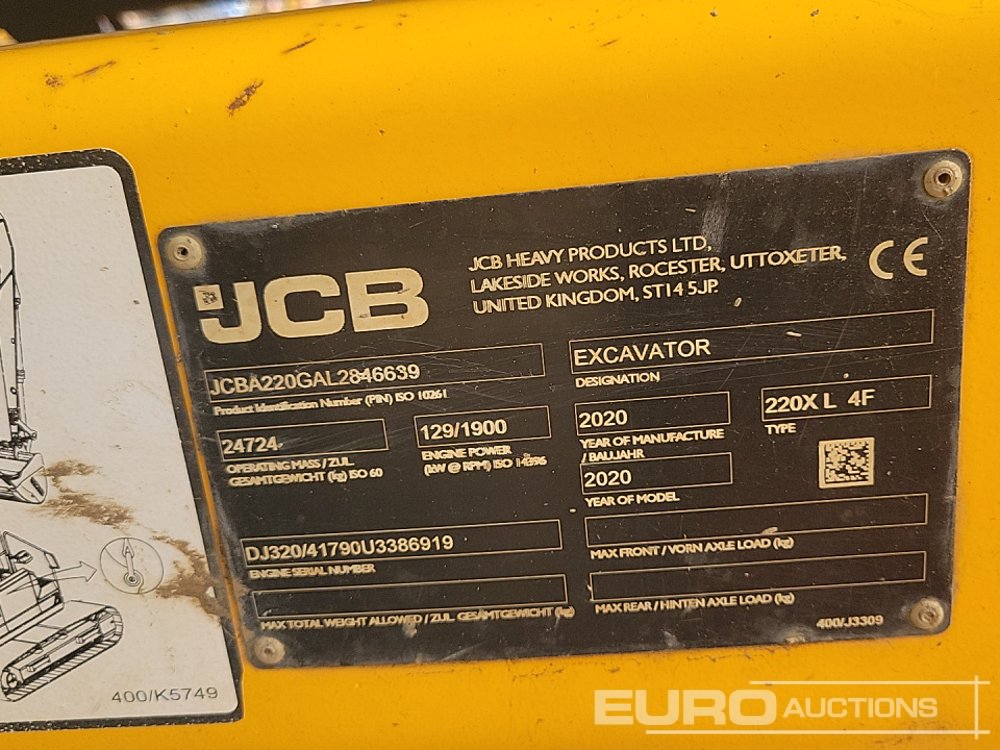 JCB
JCB HEAVY PRODUCTS LTD,
LAKESIDE WORKS, ROCESTER, UTTOXETER,
UNITED KINGDOM, ST14 5JP.
CE
JCBA220GAL2846639
Product Identification Number (PIN) ISO 10261
EXCAVATOR
DESIGNATION
24724
OPERATING MASS / ZUL.
GESAMTGEWICHT (kg) ISO 60
129/1900
ENGINE POWER
(kW @ RPM) ISO 14396
2020
YEAR OF MANUFACTURE
/ BAUJAHR
220X L 4F
TYPE
2020
YEAR OF MODEL
DJ320/41790U3386919
ENGINE SERIAL NUMBER
MAX FRONT / VORN AXLE LOAD (kg)
MAX TOTAL WEIGHT ALLOWED / ZUL. GESAMTGEWICHT (kg)
MAX REAR / HINTEN AXLE LOAD (kg)
400/J3309
400/K5749
EURO AUCTIONS